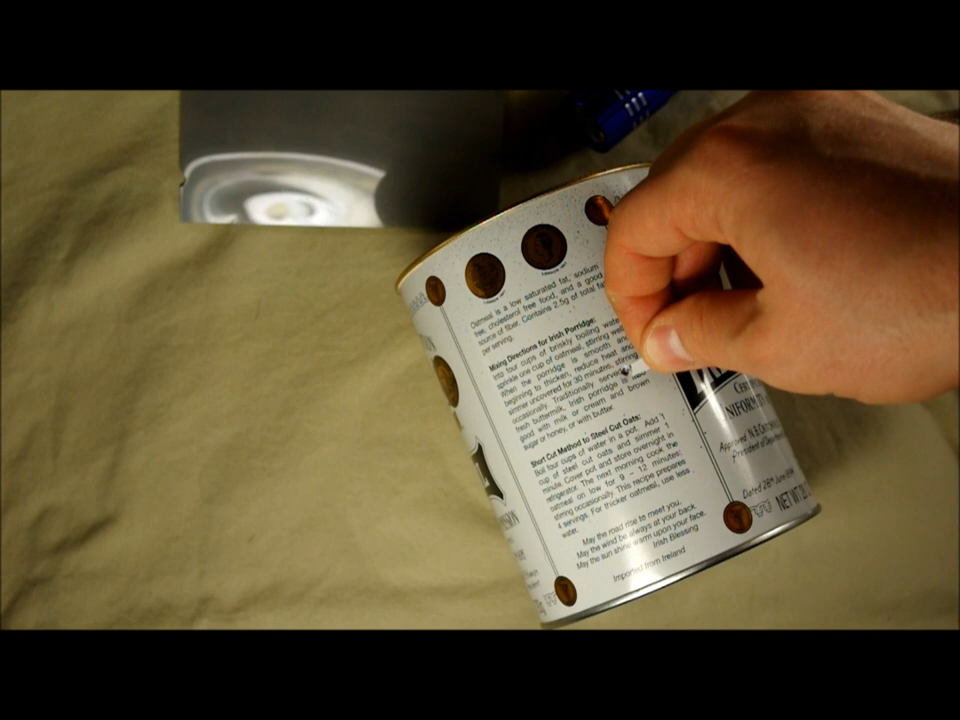 Oatmeal is a low saturated fat, sodium
free, cholesterol free food, and a good
source of fiber. Contains 2.5g of total
per serving.
Mixing Directions for Irish Porridge:
Into four cups of briskly boiling water
sprinkle one cup of oatmeal, stirring well
When the porridge is smooth and
beginning to thicken, reduce heat and
simmer uncovered for 30 minutes, stirring
occasionally. Traditionally served
fresh buttermilk, Irish porridge is
good with milk or cream and brown
sugar or honey, or with butter.
Short Cut Method to Steel Cut Oats:
Boil four cups of water in a pot. Add 1
cup of steel cut oats and simmer 1
minute. Cover pot and store overnight in
refrigerator. The next morning cook the
oatmeal on low for 9 – 12 minutes;
stirring occasionally. This recipe prepares
4 servings. For thicker oatmeal, use less
water.
May the road rise to meet you,
May the wind be always at your back.
May the sun shine warm upon your face.
Irish Blessing
Imported from Ireland
NIFORM
Approved
President of
Dated 28th June
NET WT